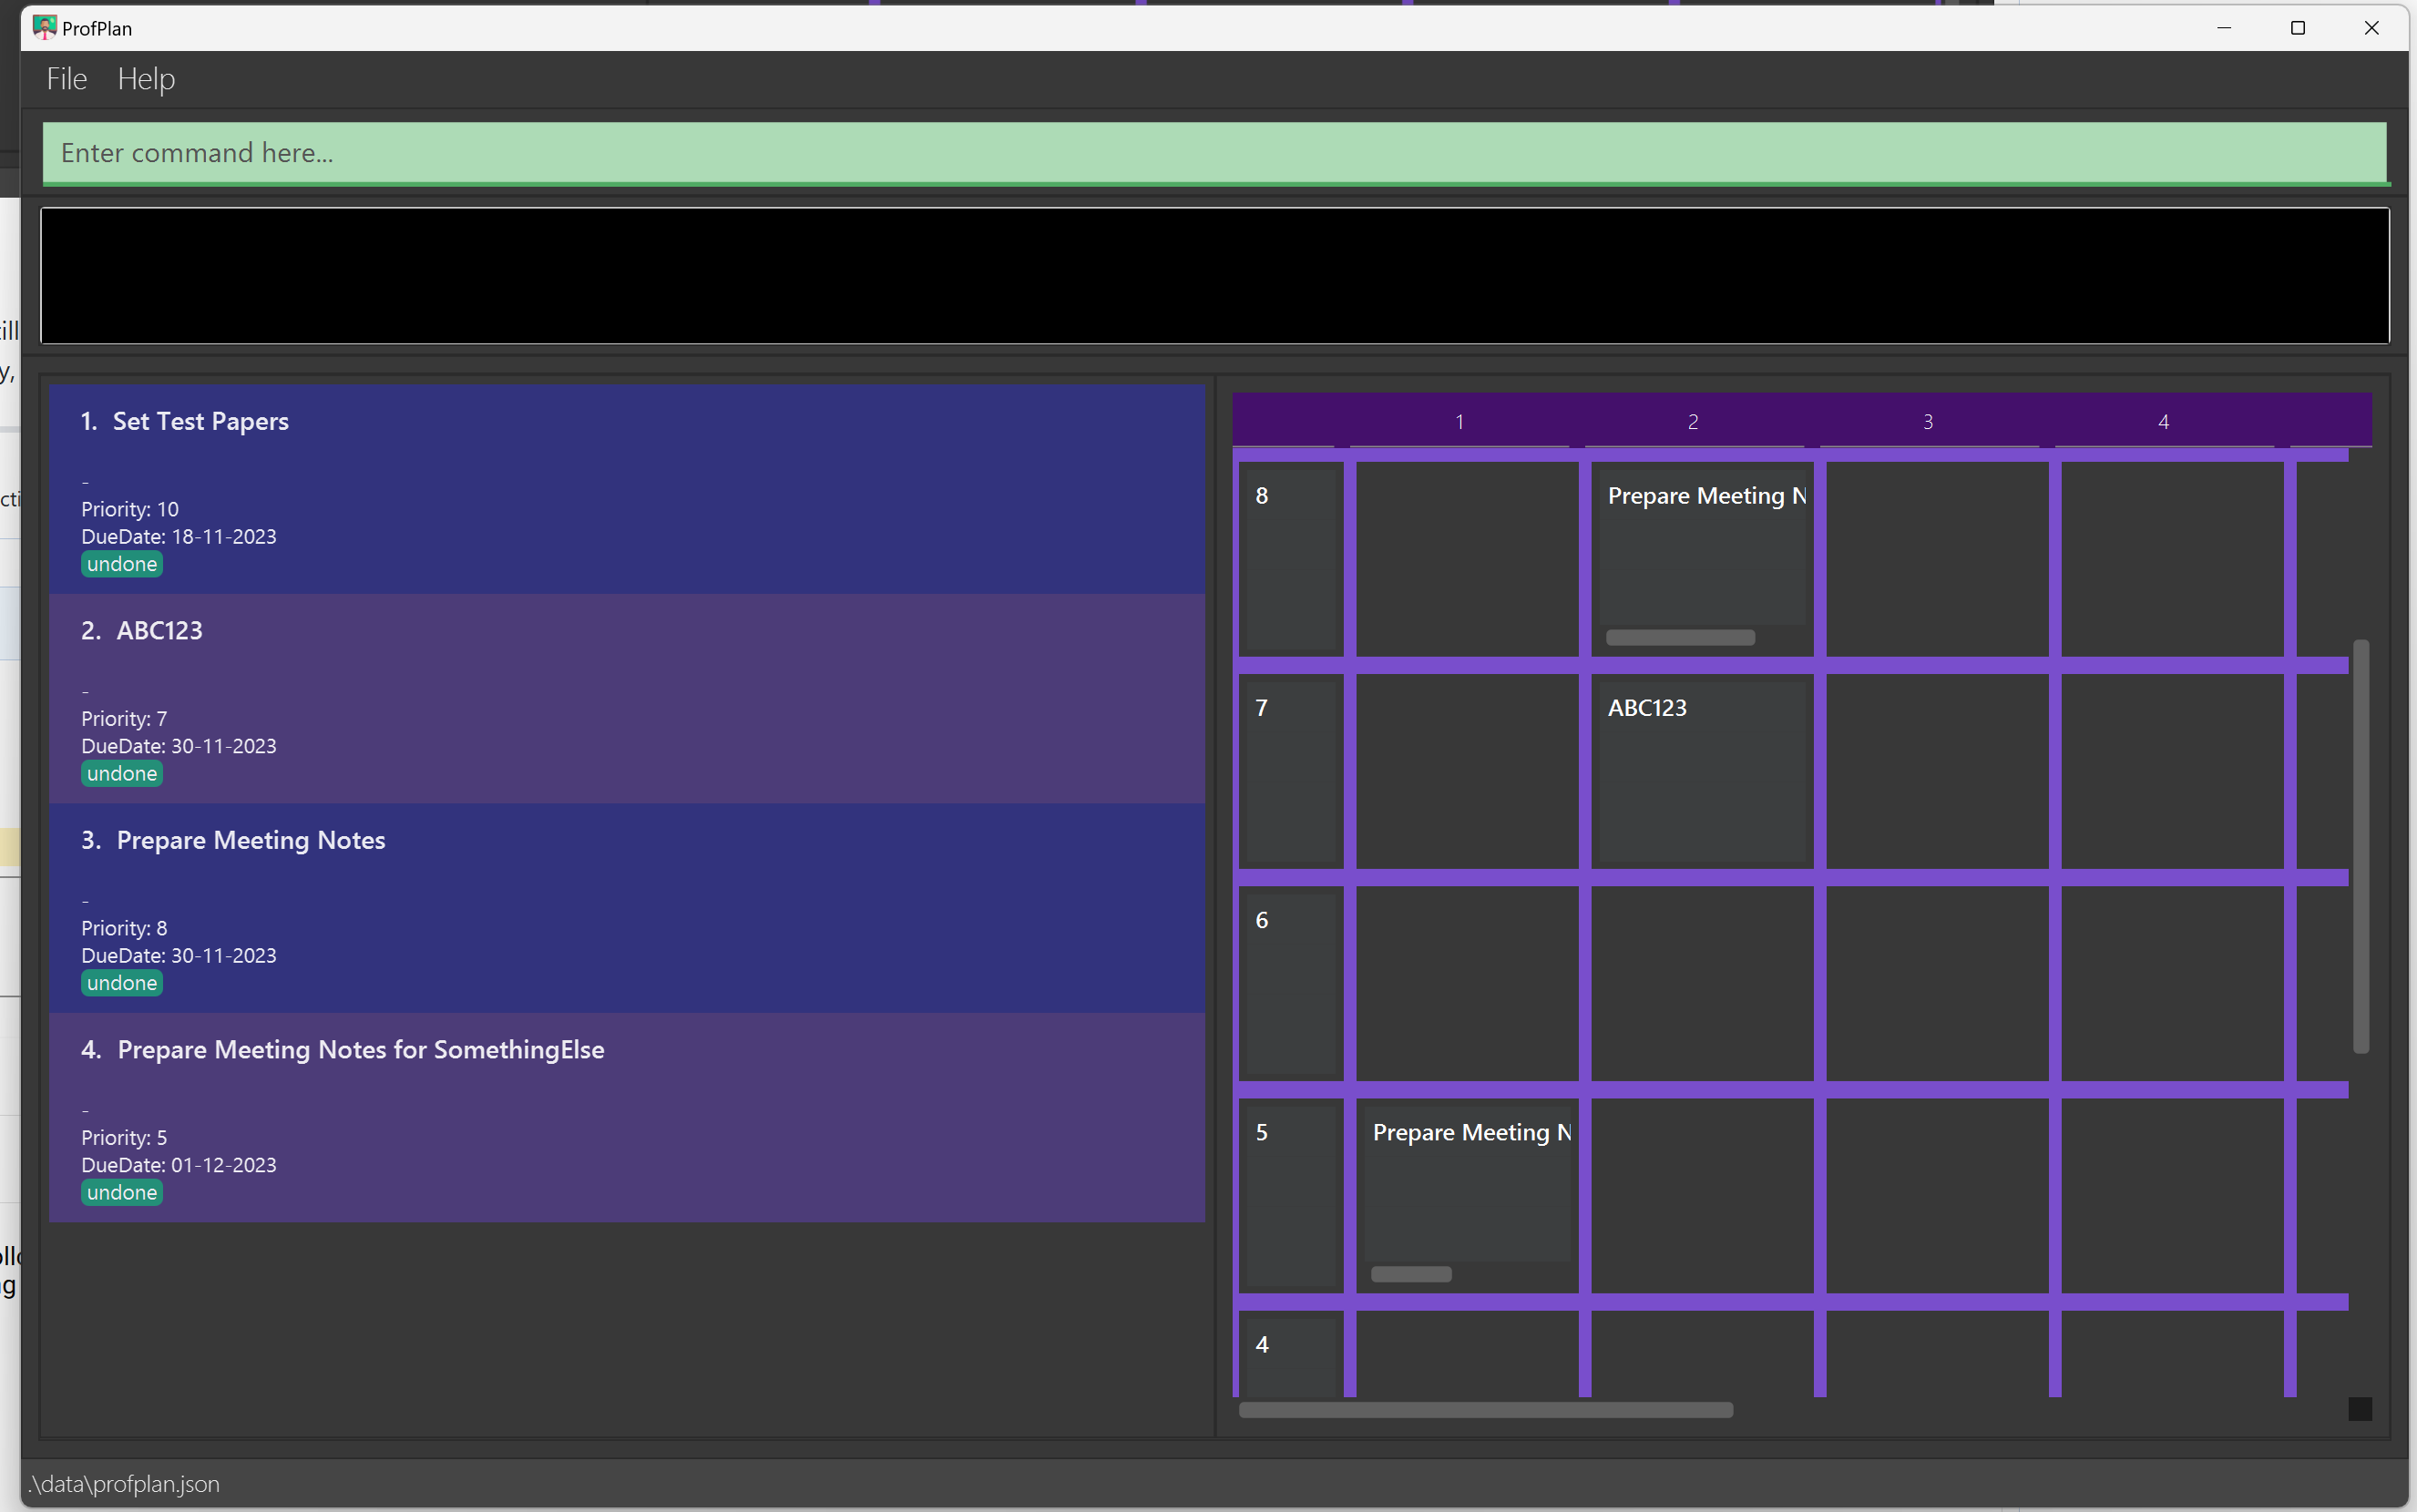 ProfPlan
File Help
Enter command here...
1. Set Test Papers
-
Priority: 10
DueDate: 18-11-2023
undone
2. ABC123
-
Priority: 7
DueDate: 30-11-2023
undone
3. Prepare Meeting Notes
-
Priority: 8
DueDate: 30-11-2023
undone
4. Prepare Meeting Notes for SomethingElse
-
Priority: 5
DueDate: 01-12-2023
undone
1 2 3 4
8 Prepare Meeting N
7 ABC123
6
5 Prepare Meeting N
4
.\data\profplan.json